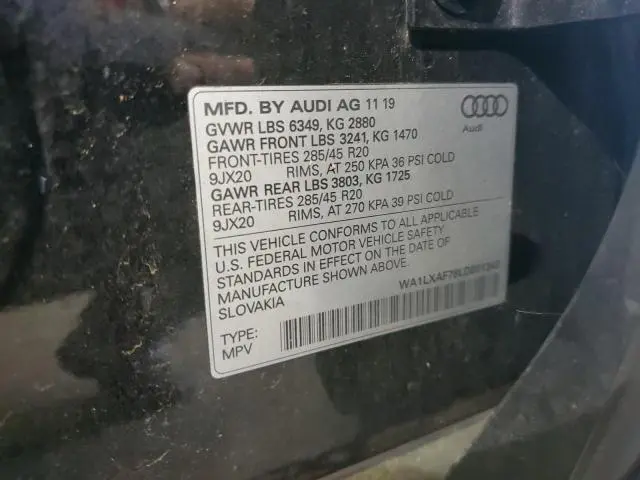 MFD. BY AUDI AG 11 19
GVWR LBS 6349, KG 2880
GAWR FRONT LBS 3241, KG 1470
FRONT-TIRES 285/45 R20
9JX20 RIMS, AT 250 KPA 36 PSI COLD
GAWR REAR LBS 3803, KG 1725
REAR-TIRES 285/45 R20
9JX20 RIMS, AT 270 KPA 39 PSI COLD
THIS VEHICLE CONFORMS TO ALL APPLICABLE
U.S. FEDERAL MOTOR VEHICLE SAFETY
STANDARDS IN EFFECT ON THE DATE OF
MANUFACTURE SHOWN ABOVE.
SLOVAKIA
TYPE:
MPV
Audi